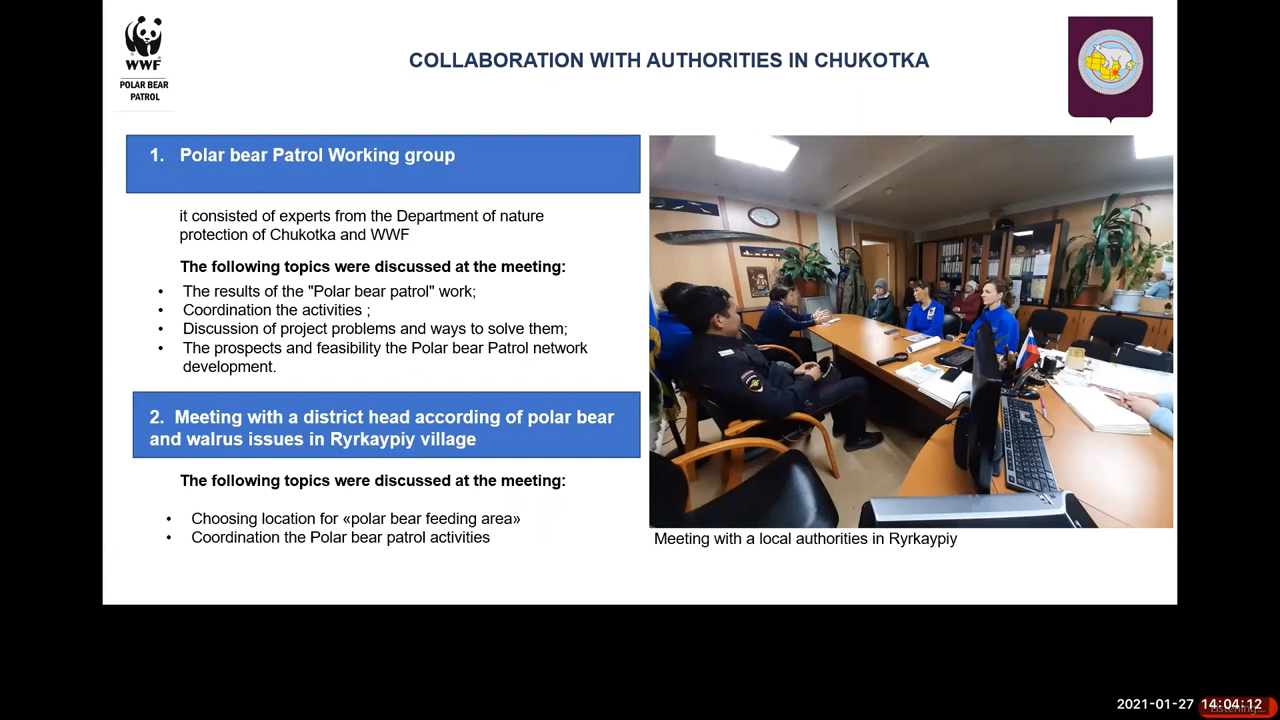 WWF
POLAR BEAR
PATROL
COLLABORATION WITH AUTHORITIES IN CHUKOTKA
1. Polar bear Patrol Working group
it consisted of experts from the Department of nature
protection of Chukotka and WWF
The following topics were discussed at the meeting:
• The results of the "Polar bear patrol" work;
• Coordination the activities ;
• Discussion of project problems and ways to solve them;
• The prospects and feasibility the Polar bear Patrol network
development.
2. Meeting with a district head according of polar bear
and walrus issues in Ryrkaypiy village
The following topics were discussed at the meeting:
• Choosing location for «polar bear feeding area»
• Coordination the Polar bear patrol activities
Meeting with a local authorities in Ryrkaypiy
2021-01-27 14:04:12
Listening...